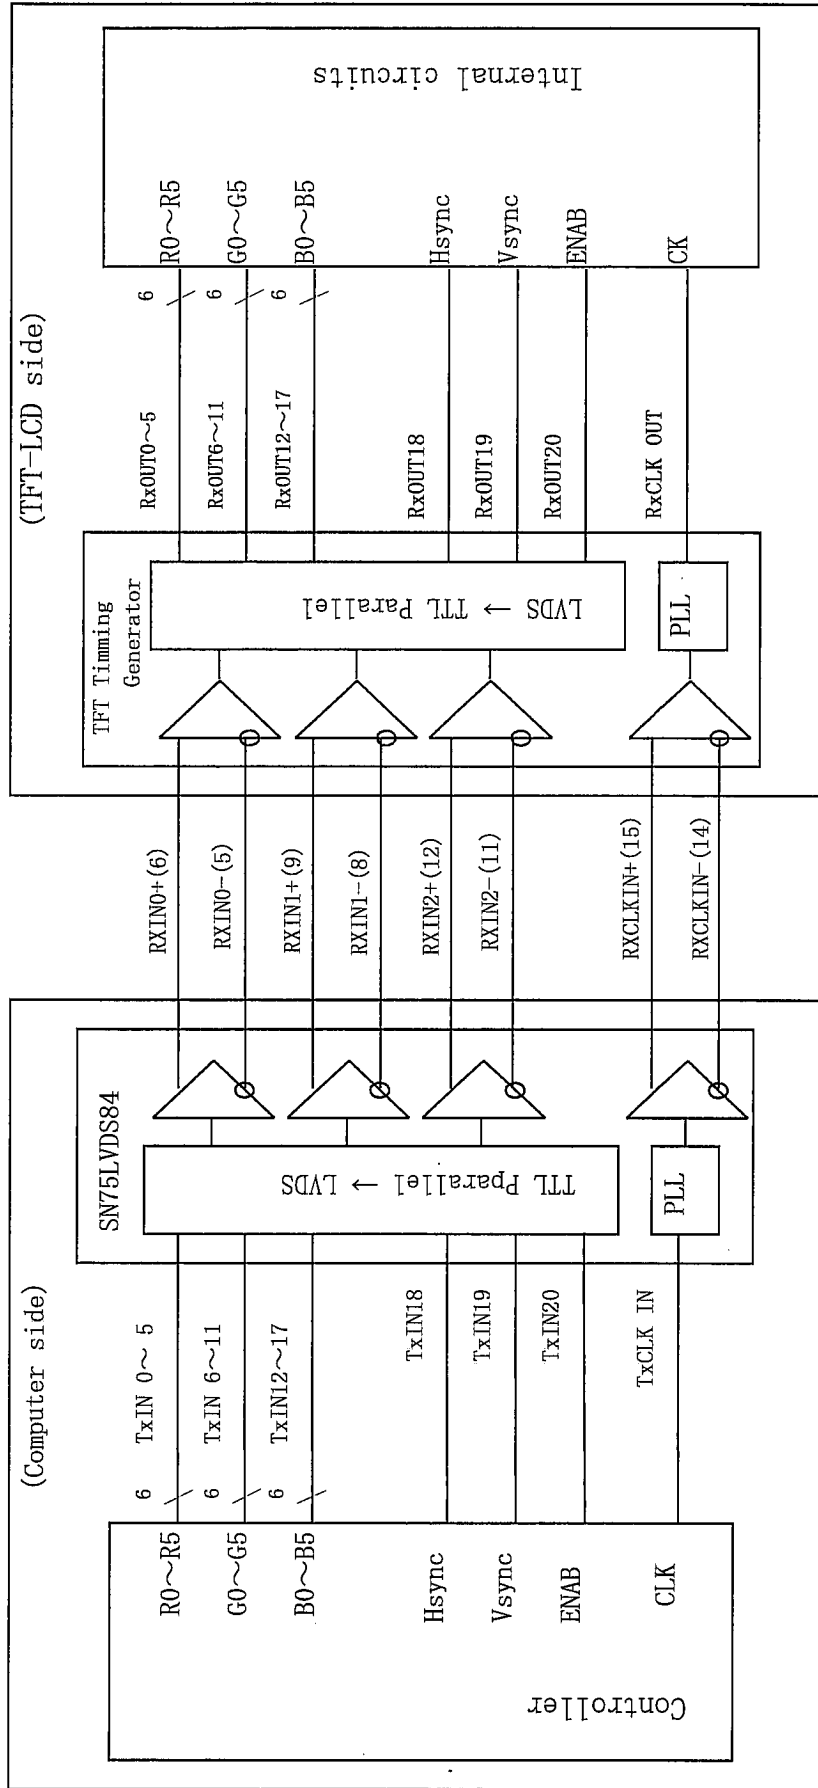 (Computer side)
(TFT-LCD side)
Controller
R0～R5
G0～G5
B0～B5
Hsync
Vsync
ENAB
CLK
6
6
6
TxIN 0～ 5
TxIN 6～11
TxIN12～17
TxIN18
TxIN19
TxIN20
TxCLK IN
SN75LVDS84
TTL Pparallel → LVDS
PLL
RXIN0+(6)
RXIN0-(5)
RXIN1+(9)
RXIN1-(8)
RXIN2+(12)
RXIN2-(11)
RXCLKIN+(15)
RXCLKIN-(14)
TFT Timming
Generator
LVDS → TTL Parallel
PLL
RxOUT0～5
RxOUT6～11
RxOUT12～17
RxOUT18
RxOUT19
RxOUT20
RxCLK OUT
6
6
6
R0～R5
G0～G5
B0～B5
Hsync
Vsync
ENAB
CK
Internal circuits